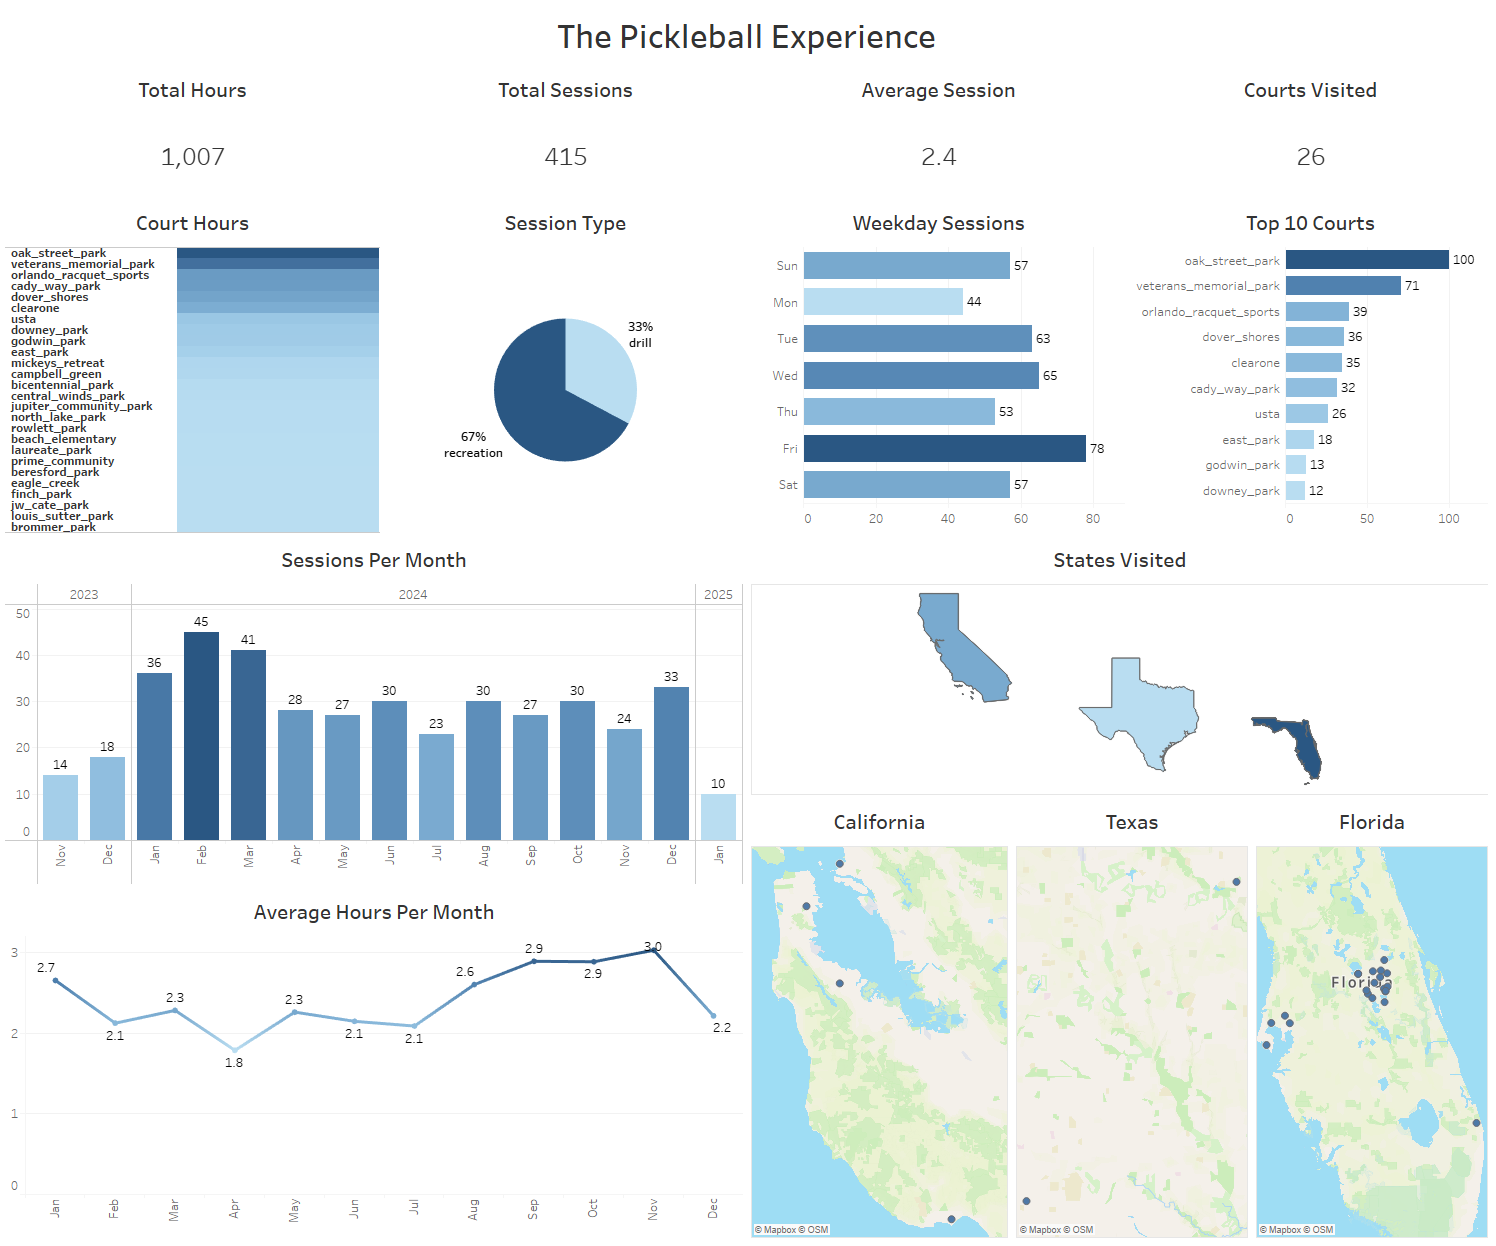 The Pickleball Experience
Total Hours
Total Sessions
Average Session
Courts Visited
1,007
415
2.4
26
Court Hours
oak_street_park
veterans_memorial_park
orlando_racquet_sports
cady_way_park
dover_shores
clearone
usta
downey_park
godwin_park
east_park
mickeys_retreat
campbell_green
bicentennial_park
central_winds_park
jupiter_community_park
north_lake_park
rowlett_park
beach_elementary
laureate_park
prime_community
beresford_park
eagle_creek
finch_park
jw_cate_park
louis_sutter_park
brommer_park
Session Type
33%
drill
67%
recreation
Weekday Sessions
Sun 57
Mon 44
Tue 63
Wed 65
Thu 53
Fri 78
Sat 57
0 20 40 60 80
Top 10 Courts
oak_street_park 100
veterans_memorial_park 71
orlando_racquet_sports 39
dover_shores 36
clearone 35
cady_way_park 32
usta 26
east_park 18
godwin_park 13
downey_park 12
0 50 100
Sessions Per Month
2023 2024 2025
50
40
30
20
10
0
14 18 36 45 41 28 27 30 23 30 27 30 24 33 10
Nov Dec Jan Feb Mar Apr May Jun Jul Aug Sep Oct Nov Dec Jan
States Visited
California
© Mapbox © OSM
Texas
© Mapbox © OSM
Florida
Florida
© Mapbox © OSM
Average Hours Per Month
3
2
1
0
2.7 2.1 2.3 1.8 2.3 2.1 2.1 2.6 2.9 2.9 3.0 2.2
Jan Feb Mar Apr May Jun Jul Aug Sep Oct Nov Dec